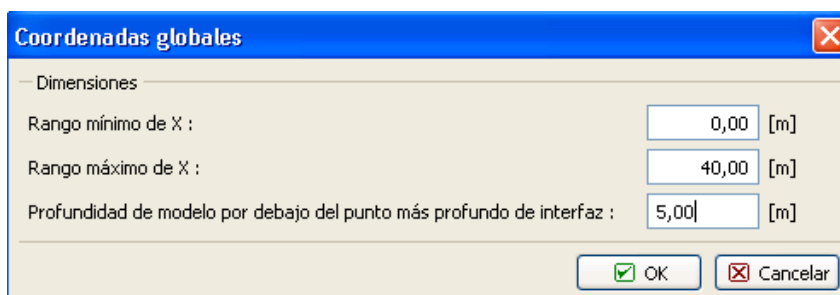 Coordenadas globales
Dimensiones
Rango mínimo de X : 0,00 [m]
Rango máximo de X : 40,00 [m]
Profundidad de modelo por debajo del punto más profundo de interfaz : 5,00 [m]
OK Cancelar